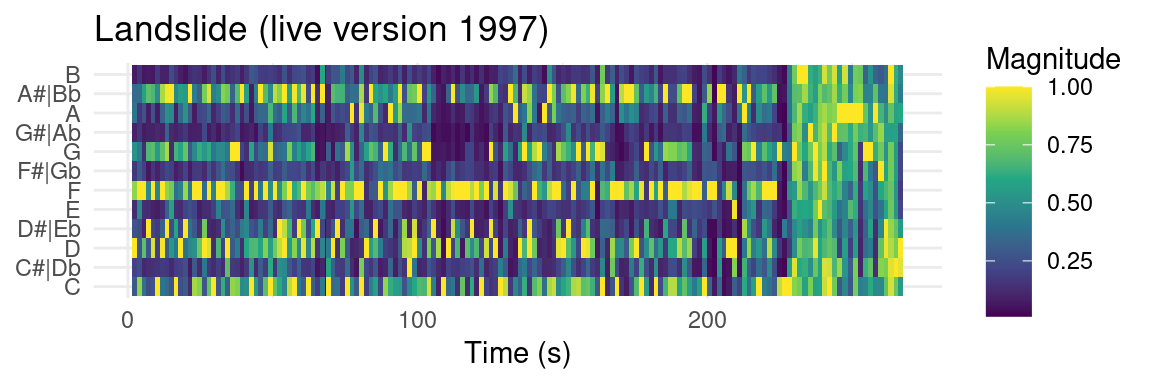 Landslide (live version 1997)
B
A#|Bb
A
G#|Ab
G
F#|Gb
F
E
D#|Eb
D
C#|Db
C
0 100 200
Time (s)
Magnitude
1.00
0.75
0.50
0.25